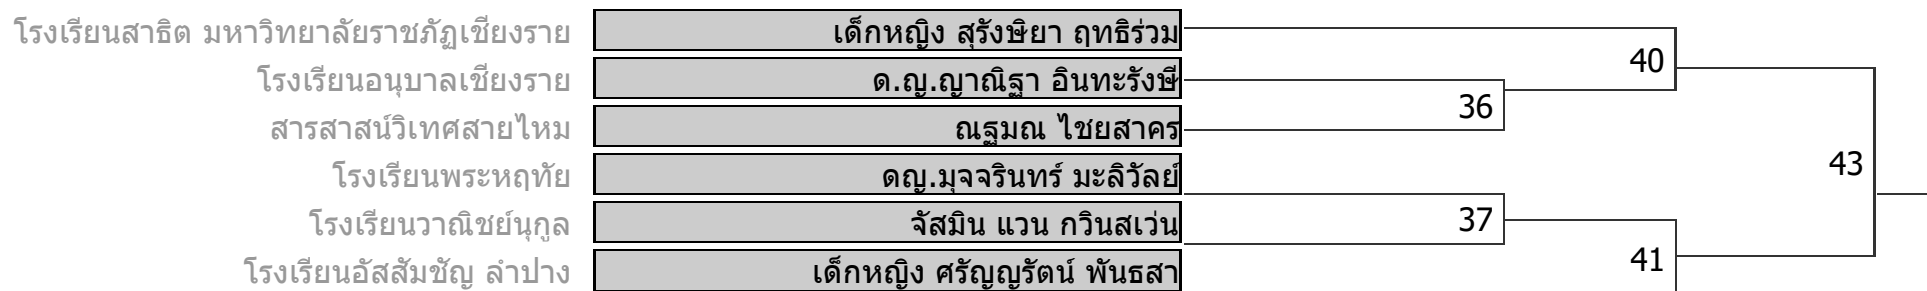 โรงเรียนสาธิต มหาวิทยาลัยราชภัฏเชียงราย เด็กหญิง สุรังษิยา ฤทธิร่วม
40
โรงเรียนอนุบาลเชียงราย ด.ญ.ญาณิฐา อินทะรังษี
36
สารสาสน์วิเทศสายไหม ณฐมณ ไชยสาคร
43
โรงเรียนพระหฤทัย ดญ.มุจจรินทร์ มะลิวัลย์
โรงเรียนวาณิชย์นุกูล จัสมิน แวน กวินสเว่น 37
41
โรงเรียนอัสสัมชัญ ลำปาง เด็กหญิง ศรัญญรัตน์ พันธสา